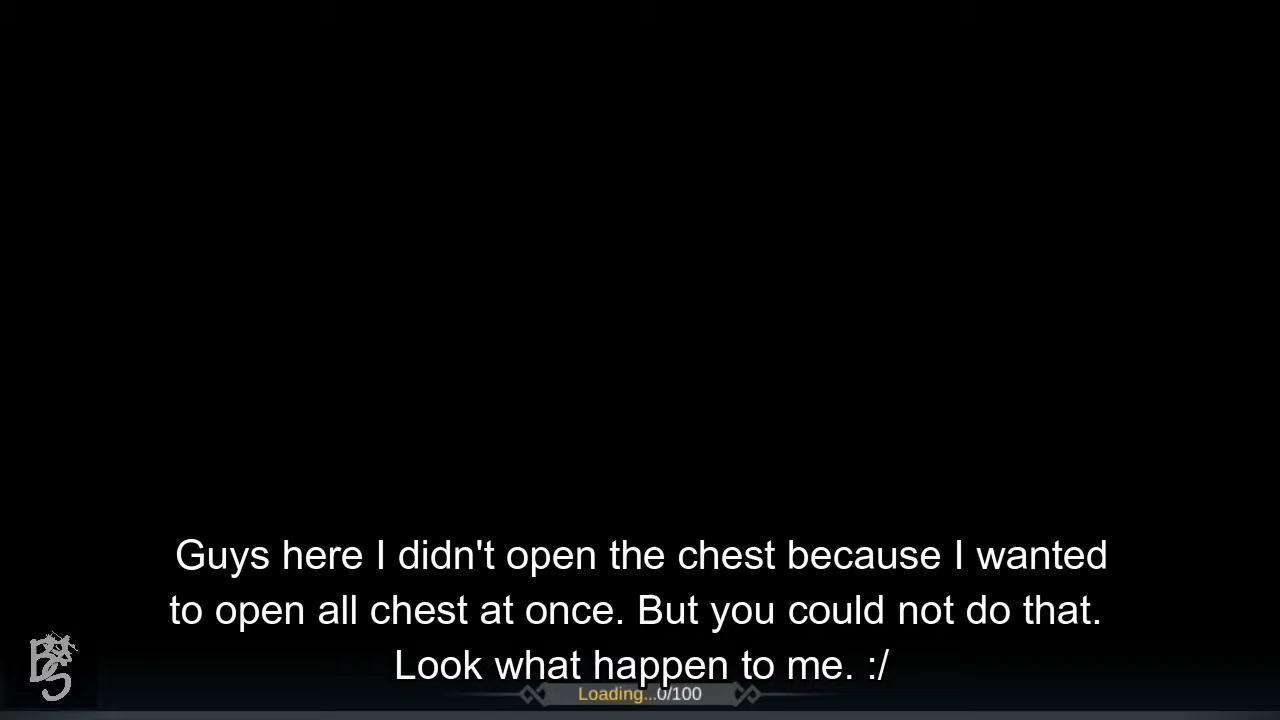 Guys here I didn't open the chest because I wanted
to open all chest at once. But you could not do that.
Look what happen to me. :/
Loading...0/100